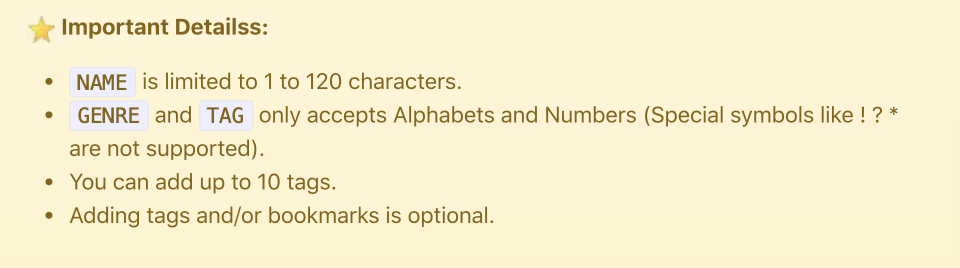 Important Detailss:
NAME is limited to 1 to 120 characters.
GENRE and TAG only accepts Alphabets and Numbers (Special symbols like ! ? *
are not supported).
You can add up to 10 tags.
Adding tags and/or bookmarks is optional.